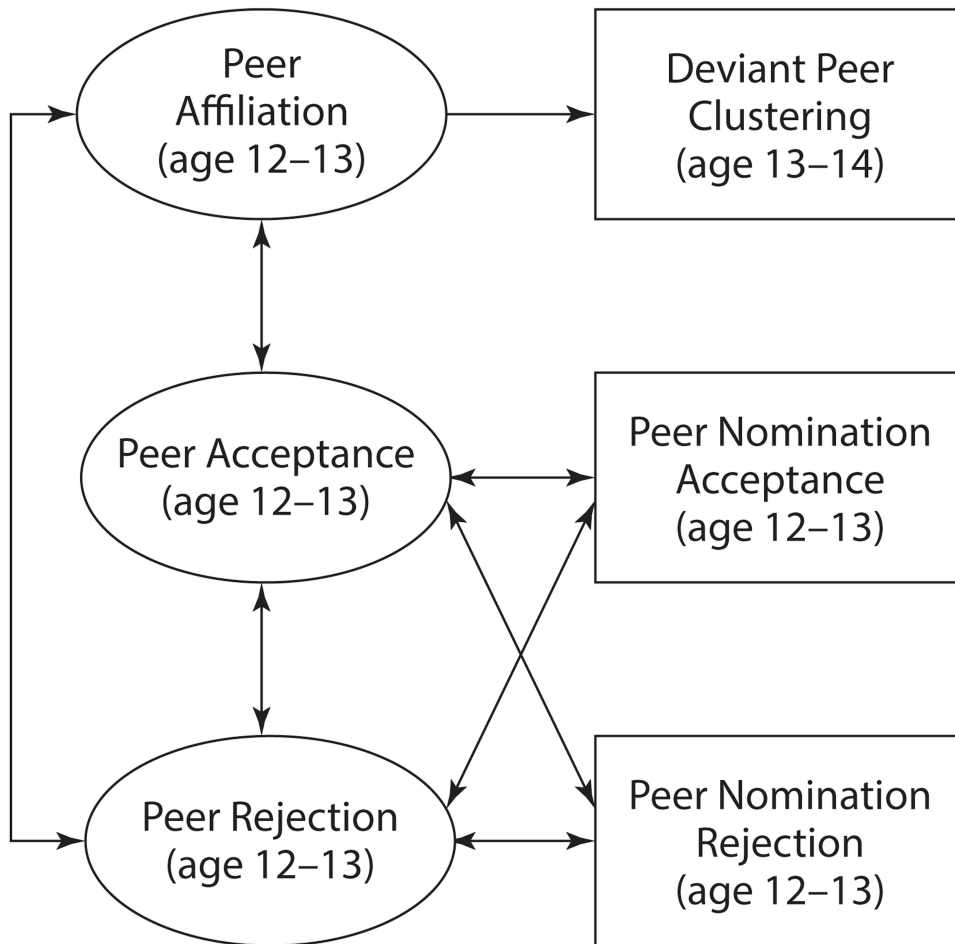 Peer
Affiliation
(age 12–13)
Deviant Peer
Clustering
(age 13–14)
Peer Acceptance
(age 12–13)
Peer Nomination
Acceptance
(age 12–13)
Peer Rejection
(age 12–13)
Peer Nomination
Rejection
(age 12–13)